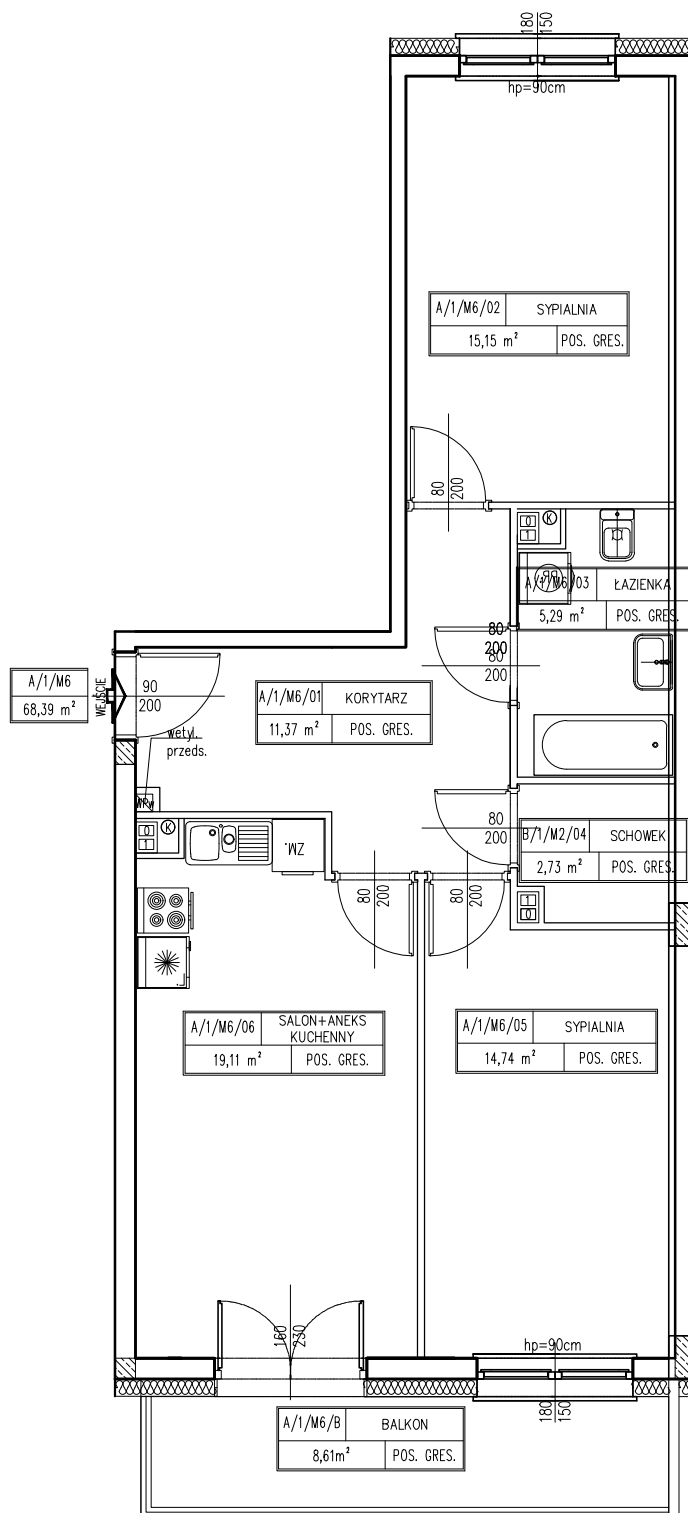 180
150
hp=90cm
A/1/M6/02 SYPIALNIA
15,15 m² POS. GRES.
80
200
0
1
K
A/1/M6/03 ŁAZIENKA
5,29 m² POS. GRES.
80
200
80
200
A/1/M6
68,39 m²
WEJŚCIE
90
200
A/1/M6/01 KORYTARZ
11,37 m² POS. GRES.
wetyl.
przeds.
0
1
K
ZM.
80
200
B/1/M2/04 SCHOWEK
2,73 m² POS. GRES.
80
200
80
200
1
0
A/1/M6/06 SALON+ANEKS
KUCHENNY
19,11 m² POS. GRES.
A/1/M6/05 SYPIALNIA
14,74 m² POS. GRES.
160
230
hp=90cm
180
150
A/1/M6/B BALKON
8,61m² POS. GRES.